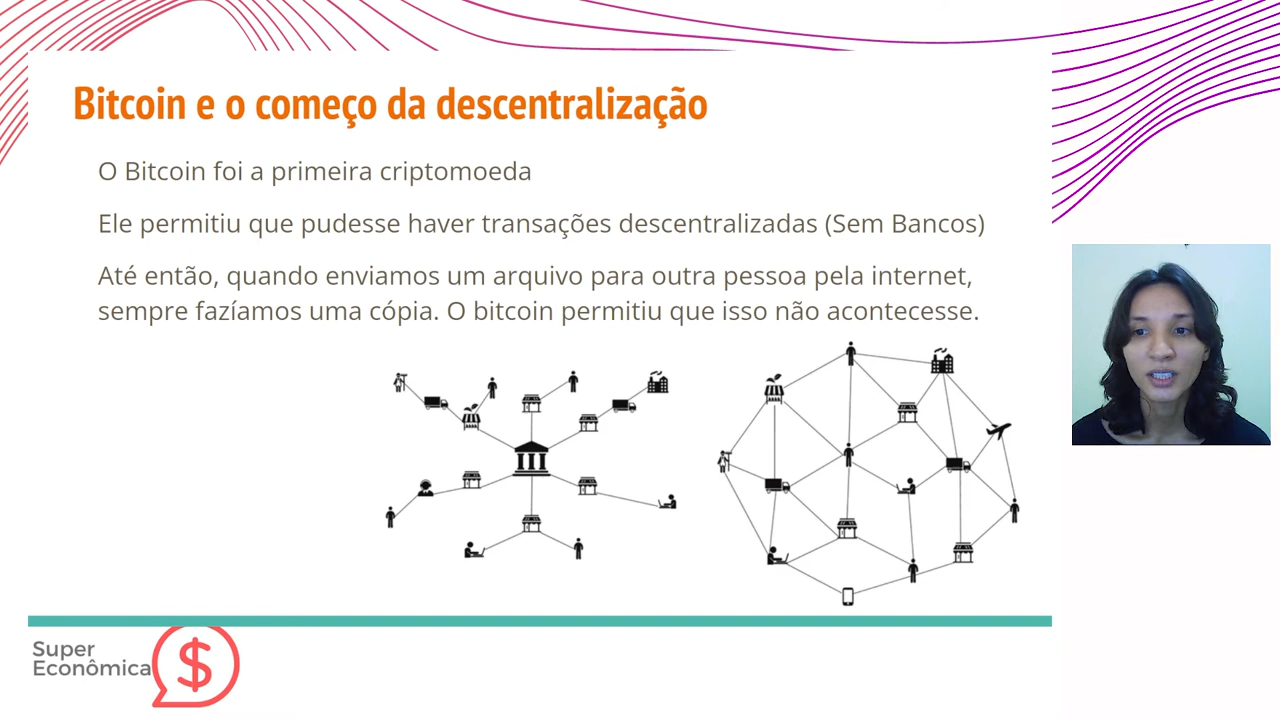 Bitcoin e o começo da descentralização
O Bitcoin foi a primeira criptomoeda
Ele permitiu que pudesse haver transações descentralizadas (Sem Bancos)
Até então, quando enviamos um arquivo para outra pessoa pela internet,
sempre fazíamos uma cópia. O bitcoin permitiu que isso não acontecesse.
Super
Econômica
$